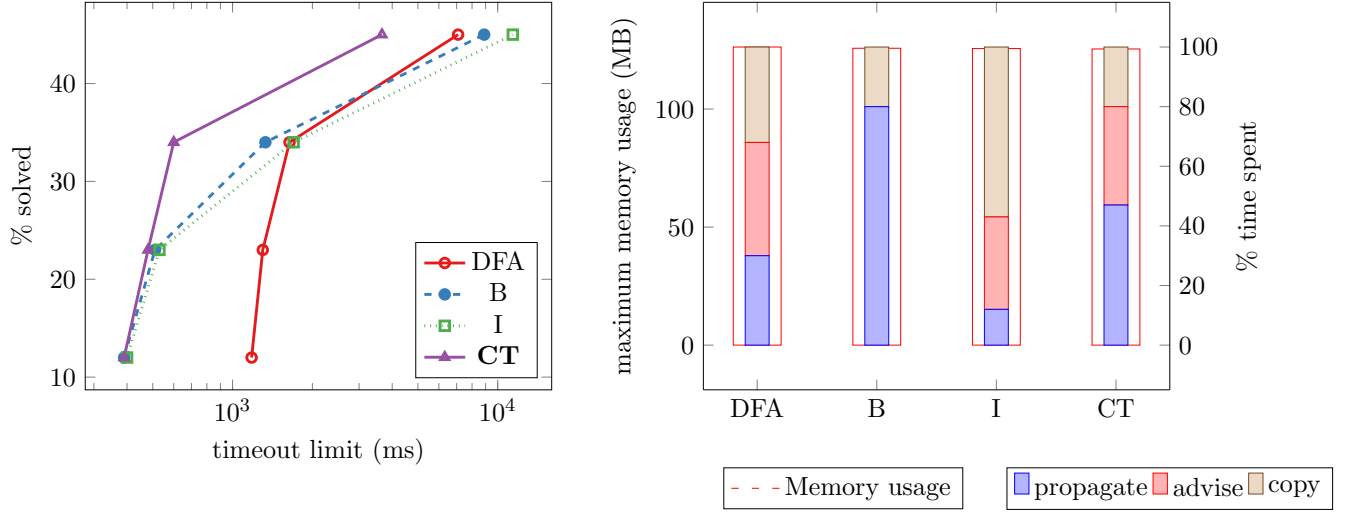 % solved
40
30
20
10
10^3
10^4
timeout limit (ms)
DFA
B
I
CT
maximum memory usage (MB)
100
50
0
% time spent
100
80
60
40
20
0
DFA B I CT
Memory usage
propagate advise copy